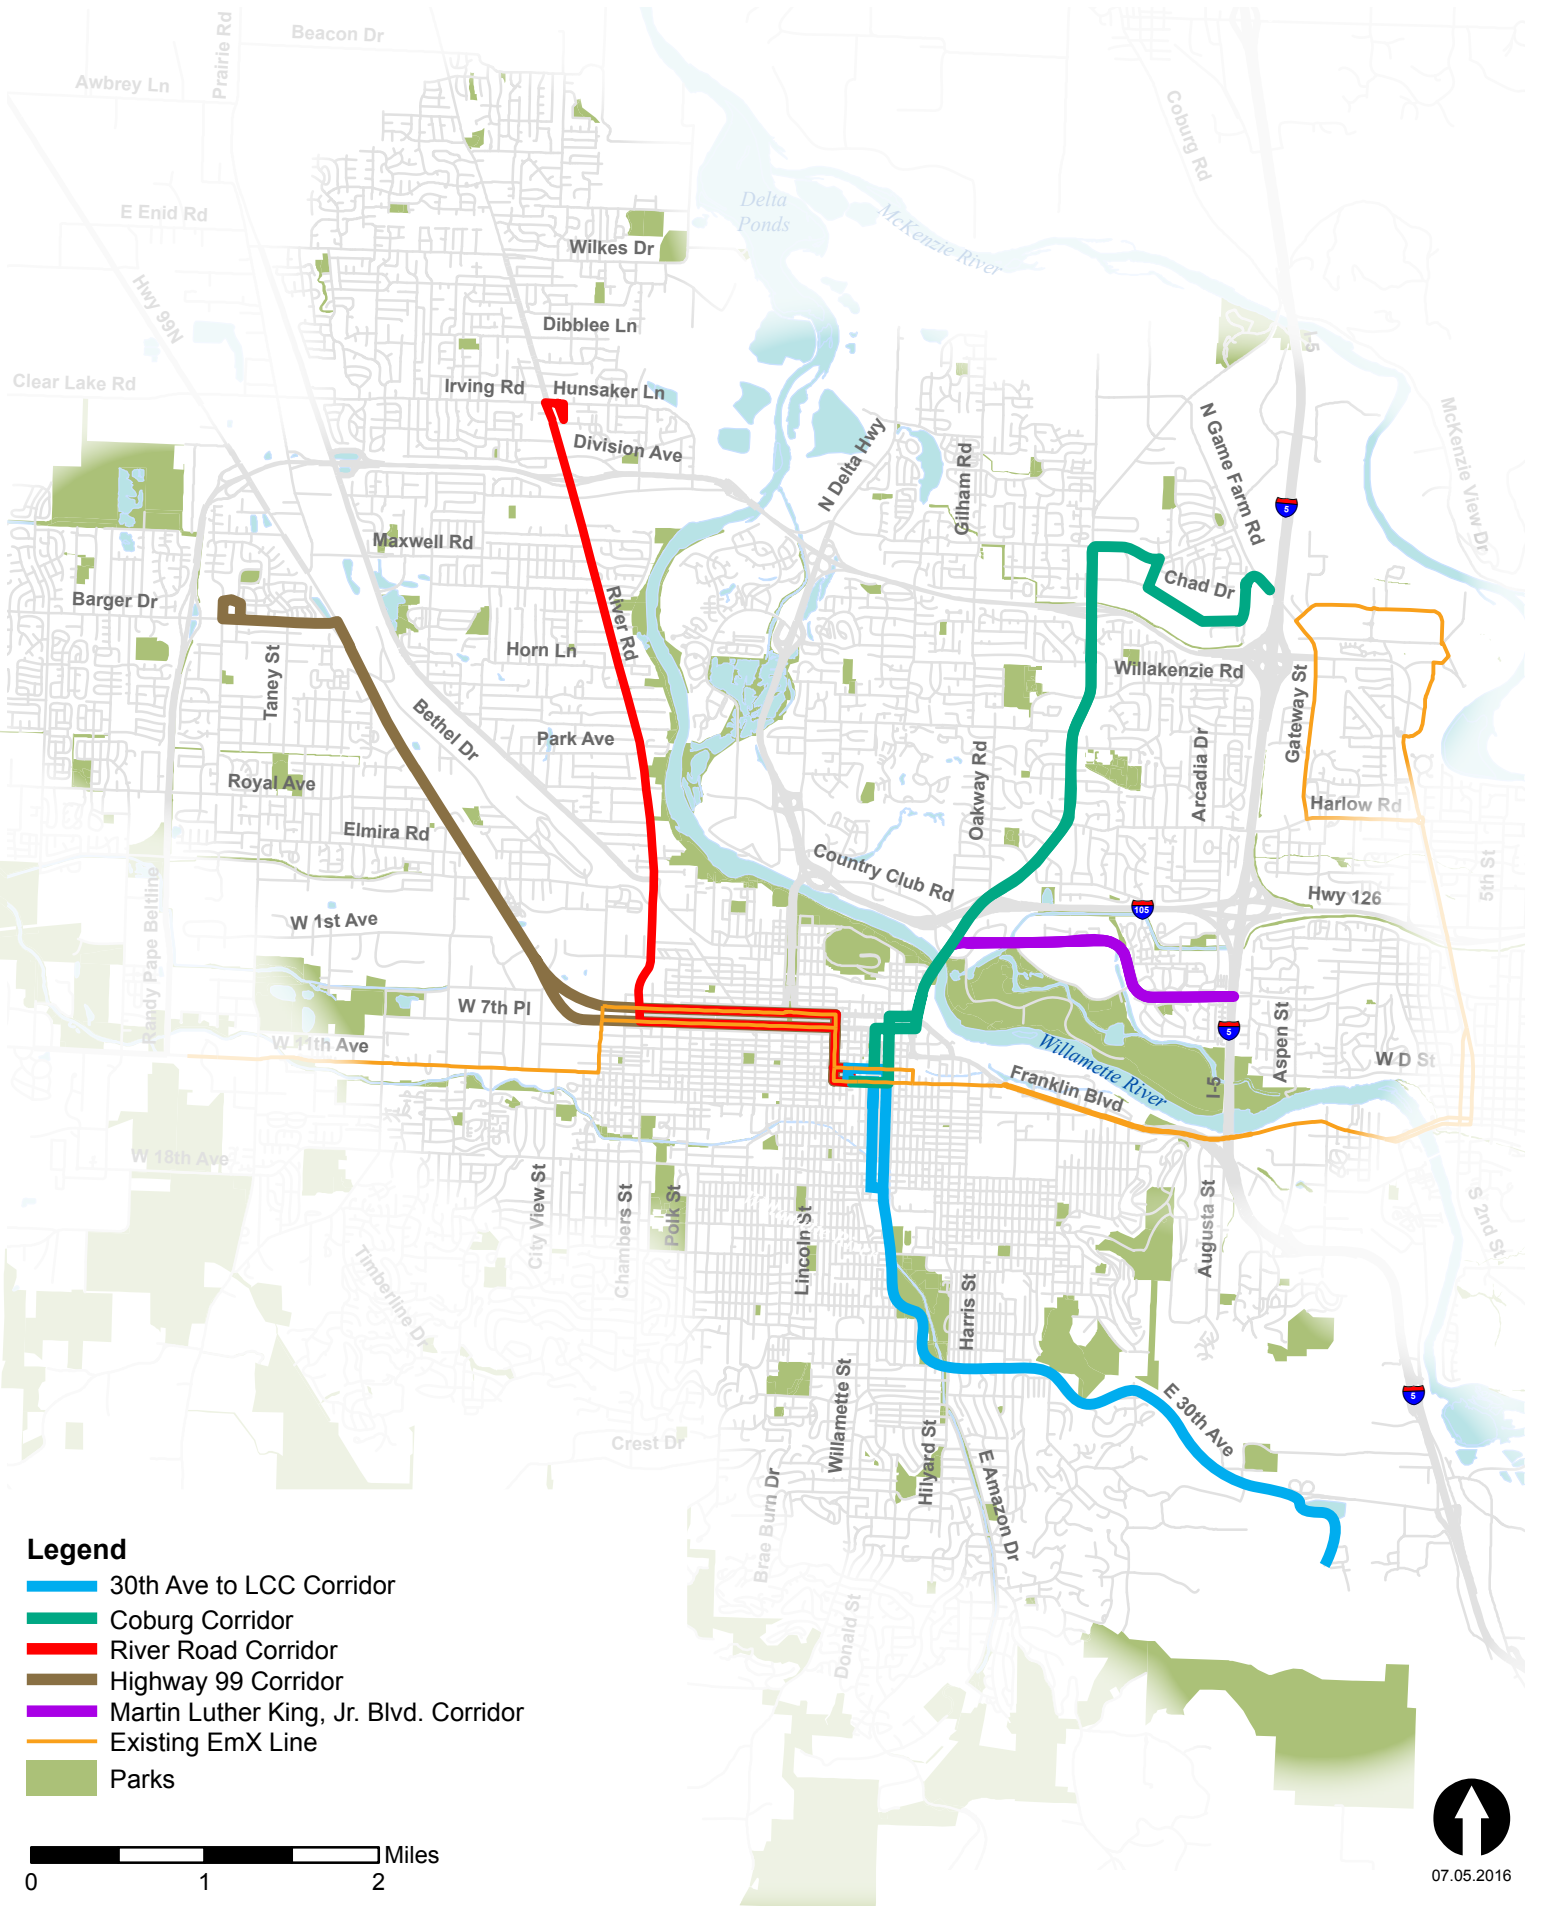 Beacon Dr
Prairie Rd
Awbrey Ln
Coburg Rd
E Enid Rd
Delta
Ponds
McKenzie River
Wilkes Dr
Hwy 99N
Dibblee Ln
I-5
Clear Lake Rd
Irving Rd
Hunsaker Ln
Division Ave
N Delta Hwy
Gilham Rd
N Game Farm Rd
McKenzie View Dr
5
Maxwell Rd
Barger Dr
Chad Dr
River Rd
Horn Ln
Willakenzie Rd
Taney St
Bethel Dr
Park Ave
Gateway St
Oakway Rd
Arcadia Dr
Royal Ave
Harlow Rd
Elmira Rd
Country Club Rd
5th St
Hwy 126
105
W 1st Ave
Randy Pape Beltline
W 7th Pl
5
Aspen St
W 11th Ave
Willamette River
W D St
Franklin Blvd
I-5
W 18th Ave
City View St
Chambers St
Polk St
Lincoln St
Augusta St
S 2nd St
Timberline Dr
Harris St
Willamette St
E 30th Ave
5
Crest Dr
Hilyard St
E Amazon Dr
Brae Burn Dr
Donald St
Legend
30th Ave to LCC Corridor
Coburg Corridor
River Road Corridor
Highway 99 Corridor
Martin Luther King, Jr. Blvd. Corridor
Existing EmX Line
Parks
Miles
0 1 2
07.05.2016